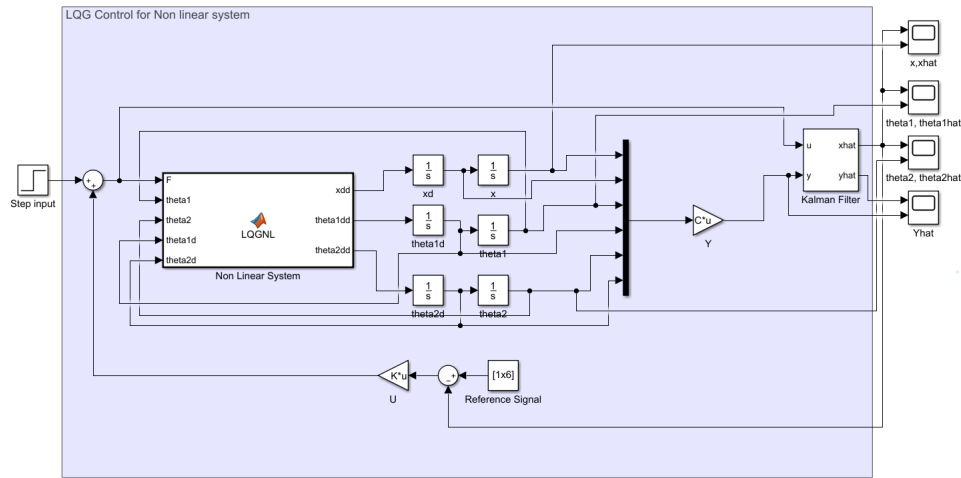 LQG Control for Non linear system
x,xhat
theta1, theta1hat
theta2, theta2hat
Yhat
Step input
+
+
F
theta1
theta2
theta1d
theta2d
LQGNL
xdd
theta1dd
theta2dd
Non Linear System
1
s
xd
1
s
x
1
s
theta1d
1
s
theta1
1
s
theta2d
1
s
theta2
C*u
Y
u
y
xhat
yhat
Kalman Filter
K*u
U
+
−
[1x6]
Reference Signal